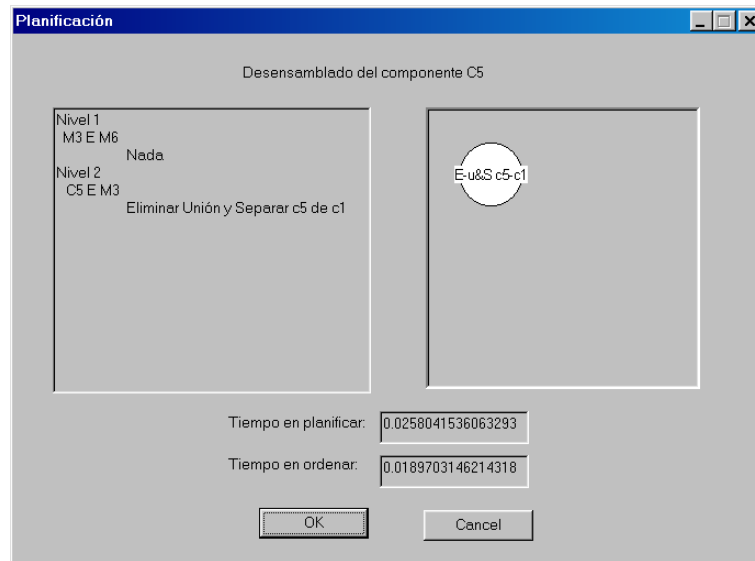 Planificación
Desensamblado del componente C5
Nivel 1
M3 E M6
Nada
Nivel 2
C5 E M3
Eliminar Unión y Separar c5 de c1
E-u&S c5-c1
Tiempo en planificar: 0.0258041536063293
Tiempo en ordenar: 0.0189703146214318
OK
Cancel